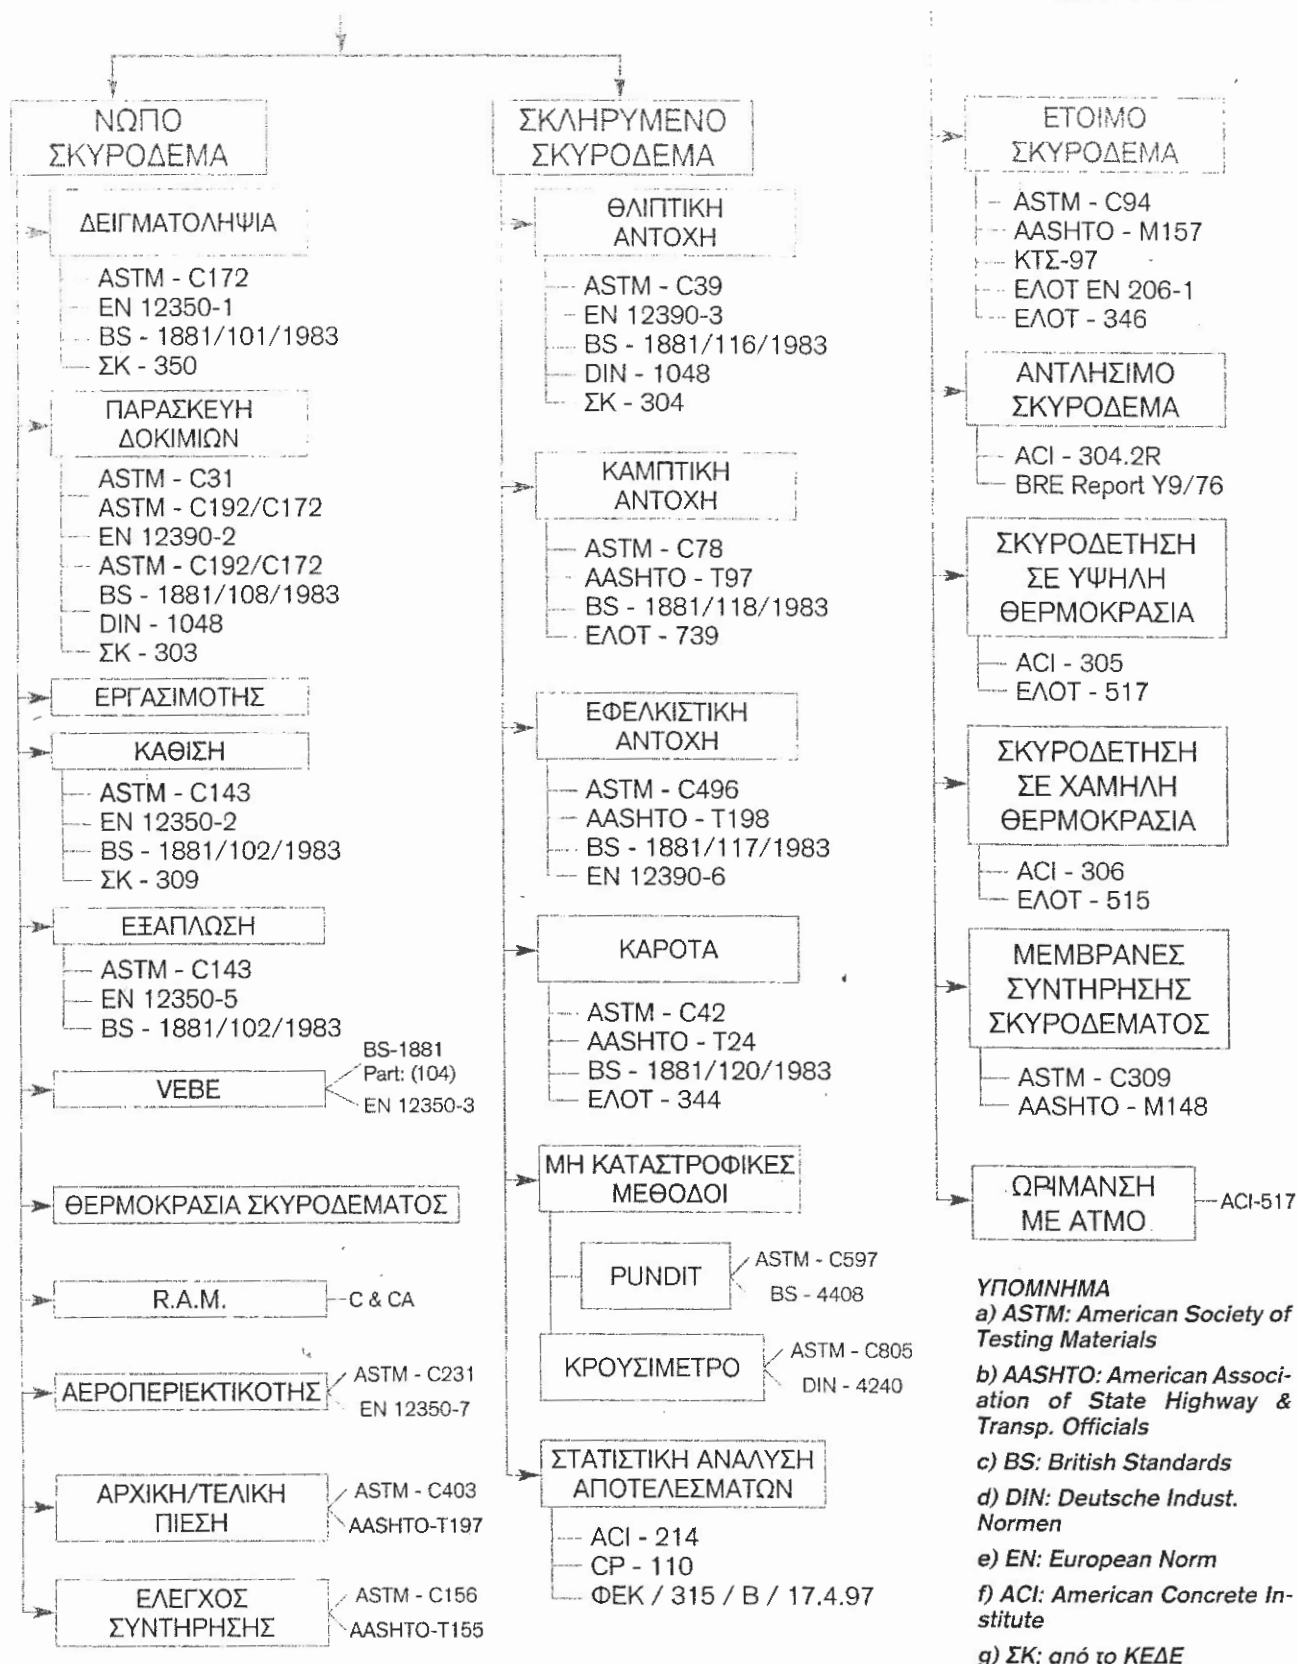 ΝΩΠΟ
ΣΚΥΡΟΔΕΜΑ
ΔΕΙΓΜΑΤΟΛΗΨΙΑ
ASTM - C172
EN 12350-1
BS - 1881/101/1983
ΣΚ - 350
ΠΑΡΑΣΚΕΥΗ
ΔΟΚΙΜΙΩΝ
ASTM - C31
ASTM - C192/C172
EN 12390-2
ASTM - C192/C172
BS - 1881/108/1983
DIN - 1048
ΣΚ - 303
ΕΡΓΑΣΙΜΟΤΗΣ
ΚΑΘΙΣΗ
ASTM - C143
EN 12350-2
BS - 1881/102/1983
ΣΚ - 309
ΕΞΑΠΛΩΣΗ
ASTM - C143
EN 12350-5
BS - 1881/102/1983
VEBE
BS-1881
Part: (104)
EN 12350-3
ΘΕΡΜΟΚΡΑΣΙΑ ΣΚΥΡΟΔΕΜΑΤΟΣ
R.A.M.
C & CA
ΑΕΡΟΠΕΡΙΕΚΤΙΚΟΤΗΣ
ASTM - C231
EN 12350-7
ΑΡΧΙΚΗ/ΤΕΛΙΚΗ
ΠΙΕΣΗ
ASTM - C403
AASHTO-T197
ΕΛΕΓΧΟΣ
ΣΥΝΤΗΡΗΣΗΣ
ASTM - C156
AASHTO-T155
ΣΚΛΗΡΥΜΕΝΟ
ΣΚΥΡΟΔΕΜΑ
ΘΛΙΠΤΙΚΗ
ΑΝΤΟΧΗ
ASTM - C39
EN 12390-3
BS - 1881/116/1983
DIN - 1048
ΣΚ - 304
ΚΑΜΠΤΙΚΗ
ΑΝΤΟΧΗ
ASTM - C78
AASHTO - T97
BS - 1881/118/1983
ΕΛΟΤ - 739
ΕΦΕΛΚΙΣΤΙΚΗ
ΑΝΤΟΧΗ
ASTM - C496
AASHTO - T198
BS - 1881/117/1983
EN 12390-6
ΚΑΡΟΤΑ
ASTM - C42
AASHTO - T24
BS - 1881/120/1983
ΕΛΟΤ - 344
ΜΗ ΚΑΤΑΣΤΡΟΦΙΚΕΣ
ΜΕΘΟΔΟΙ
PUNDIT
ASTM - C597
BS - 4408
ΚΡΟΥΣΙΜΕΤΡΟ
ASTM - C805
DIN - 4240
ΣΤΑΤΙΣΤΙΚΗ ΑΝΑΛΥΣΗ
ΑΠΟΤΕΛΕΣΜΑΤΩΝ
ACI - 214
CP - 110
ΦΕΚ / 315 / Β / 17.4.97
ΕΤΟΙΜΟ
ΣΚΥΡΟΔΕΜΑ
ASTM - C94
AASHTO - M157
ΚΤΣ-97
ΕΛΟΤ EN 206-1
ΕΛΟΤ - 346
ΑΝΤΛΗΣΙΜΟ
ΣΚΥΡΟΔΕΜΑ
ACI - 304.2R
BRE Report Y9/76
ΣΚΥΡΟΔΕΤΗΣΗ
ΣΕ ΥΨΗΛΗ
ΘΕΡΜΟΚΡΑΣΙΑ
ACI - 305
ΕΛΟΤ - 517
ΣΚΥΡΟΔΕΤΗΣΗ
ΣΕ ΧΑΜΗΛΗ
ΘΕΡΜΟΚΡΑΣΙΑ
ACI - 306
ΕΛΟΤ - 515
ΜΕΜΒΡΑΝΕΣ
ΣΥΝΤΗΡΗΣΗΣ
ΣΚΥΡΟΔΕΜΑΤΟΣ
ASTM - C309
AASHTO - M148
ΩΡΙΜΑΝΣΗ
ΜΕ ΑΤΜΟ
ACI-517
ΥΠΟΜΝΗΜΑ
a) ASTM: American Society of
Testing Materials
b) AASHTO: American Associ-
ation of State Highway &
Transp. Officials
c) BS: British Standards
d) DIN: Deutsche Indust.
Normen
e) EN: European Norm
f) ACI: American Concrete In-
stitute
g) ΣΚ: από το ΚΕΔΕ